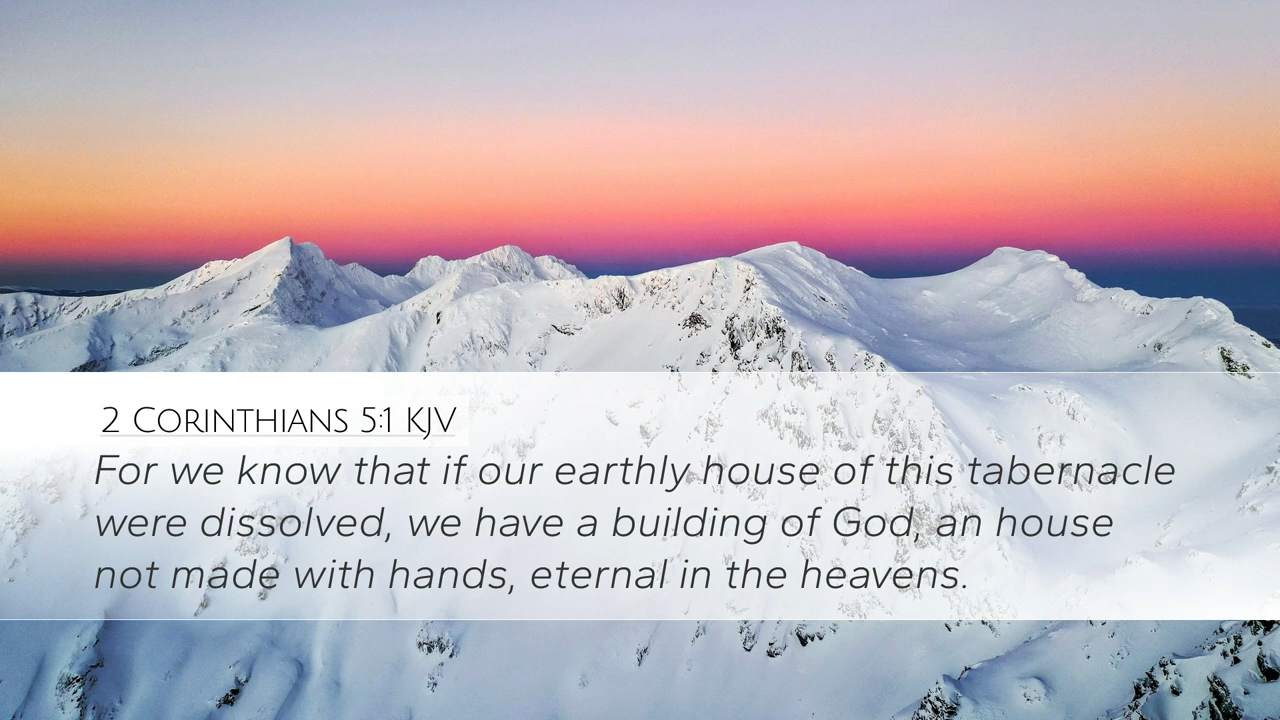 2 Corinthians 5:1 KJV
For we know that if our earthly house of this tabernacle
were dissolved, we have a building of God, an house
not made with hands, eternal in the heavens.